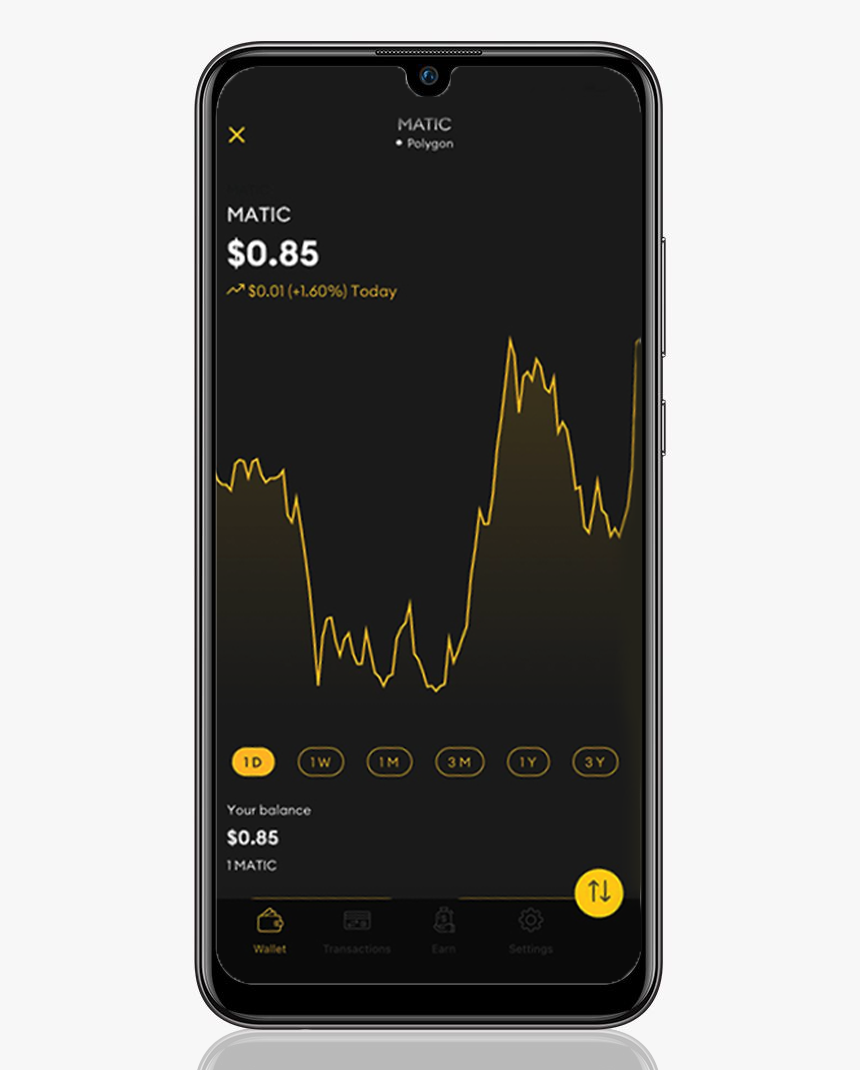 MATIC
Polygon
MATIC
$0.85
$0.01 (+1.60%) Today
1D 1W 1M 3M 1Y 3Y
Your balance
$0.85
1 MATIC
Wallet Transactions Earn Settings